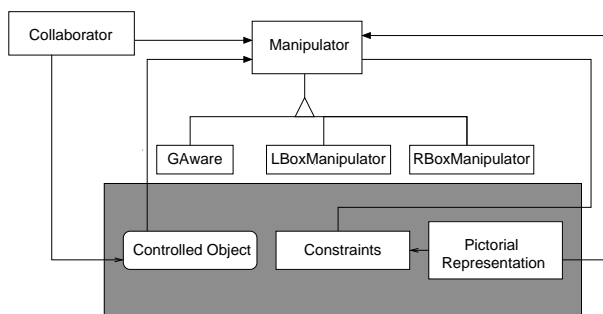 Collaborator
Manipulator
GAware
LBoxManipulator
RBoxManipulator
Controlled Object
Constraints
Pictorial
Representation